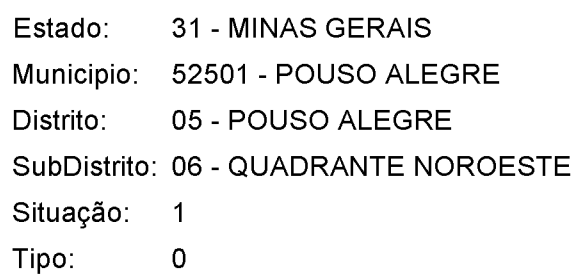 Estado: 31 - MINAS GERAIS
Municipio: 52501 - POUSO ALEGRE
Distrito: 05 - POUSO ALEGRE
SubDistrito: 06 - QUADRANTE NOROESTE
Situação: 1
Tipo: 0